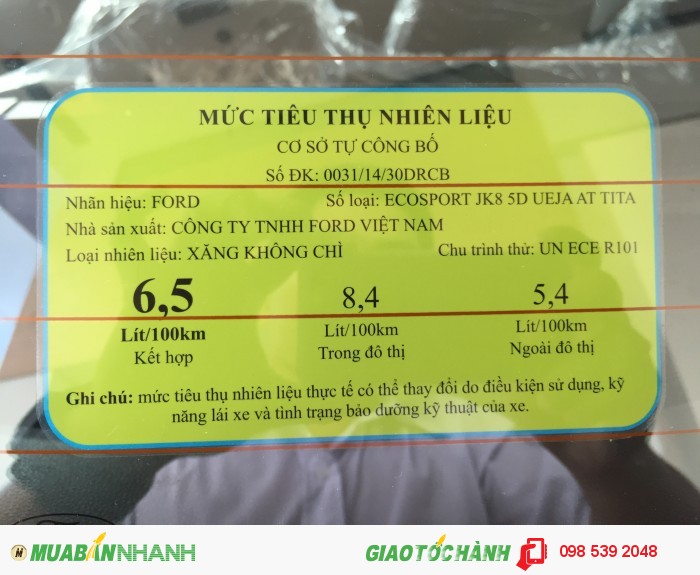 MỨC TIÊU THỤ NHIÊN LIỆU
CƠ SỞ TỰ CÔNG BỐ
Số ĐK: 0031/14/30DRCB
Nhãn hiệu: FORD Số loại: ECOSPORT JK8 5D UEJA AT TITA
Nhà sản xuất: CÔNG TY TNHH FORD VIỆT NAM
Loại nhiên liệu: XĂNG KHÔNG CHÌ Chu trình thử: UN ECE R101
6,5 8,4 5,4
Lít/100km Lít/100km Lít/100km
Kết hợp Trong đô thị Ngoài đô thị
Ghi chú: mức tiêu thụ nhiên liệu thực tế có thể thay đổi do điều kiện sử dụng, kỹ
năng lái xe và tình trạng bảo dưỡng kỹ thuật của xe.
MUABÁNNHANH GIAOTỔCHÀNH 098 539 2048